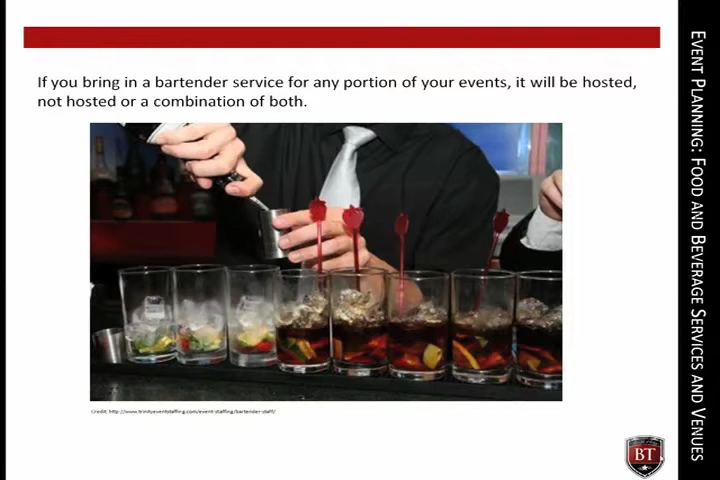 If you bring in a bartender service for any portion of your events, it will be hosted,
not hosted or a combination of both.
Credit: http://www.trinityeventstaffing.com/event-staffing/bartender-staff/
EVENT PLANNING: FOOD AND BEVERAGE SERVICES AND VENUES
BT